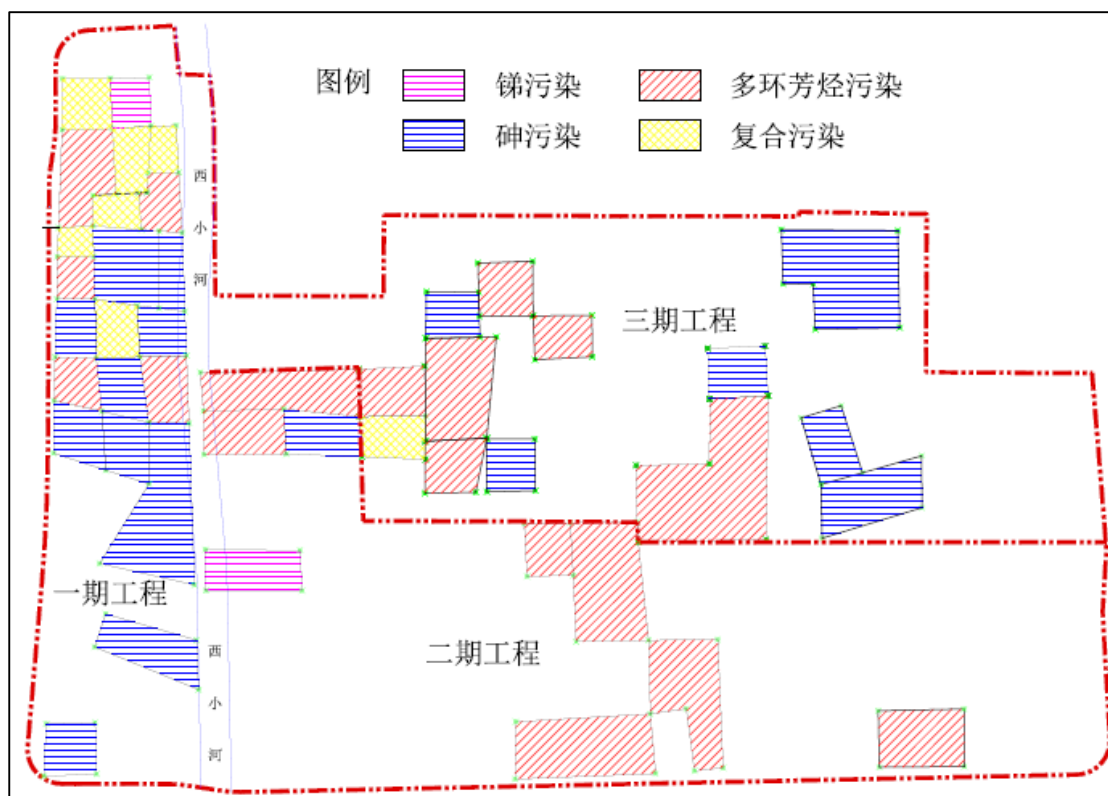 图例 锑污染 多环芳烃污染
砷污染 复合污染
西
小
河
三期工程
一期工程
二期工程
西
小
河